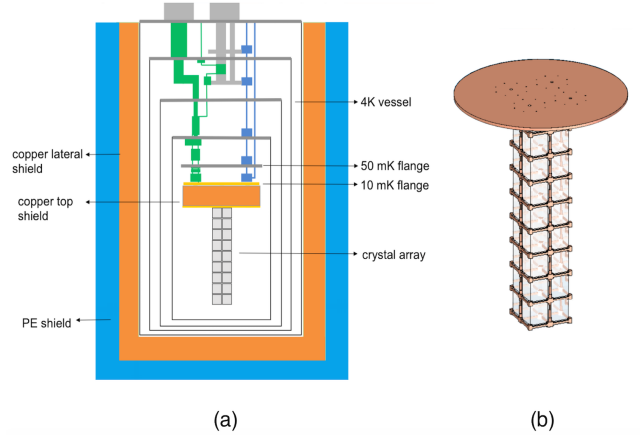 4K vessel
copper lateral
shield
50 mK flange
10 mK flange
copper top
shield
crystal array
PE shield
(a)
(b)